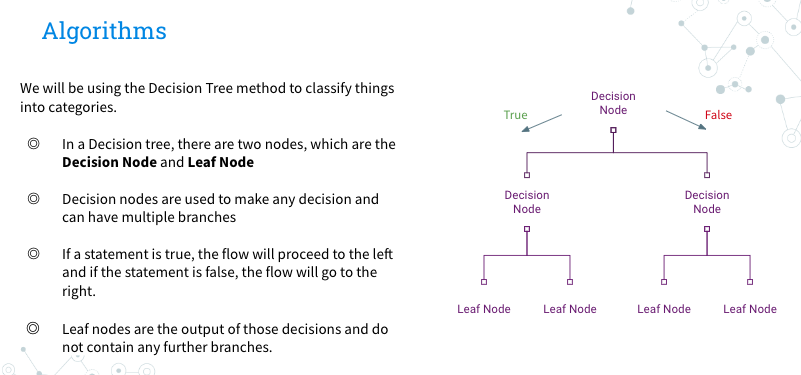 Algorithms
We will be using the Decision Tree method to classify things
into categories.
In a Decision tree, there are two nodes, which are the
Decision Node and Leaf Node
Decision nodes are used to make any decision and
can have multiple branches
If a statement is true, the flow will proceed to the left
and if the statement is false, the flow will go to the
right.
Leaf nodes are the output of those decisions and do
not contain any further branches.
Decision
Node
True
False
Decision
Node
Decision
Node
Leaf Node
Leaf Node
Leaf Node
Leaf Node